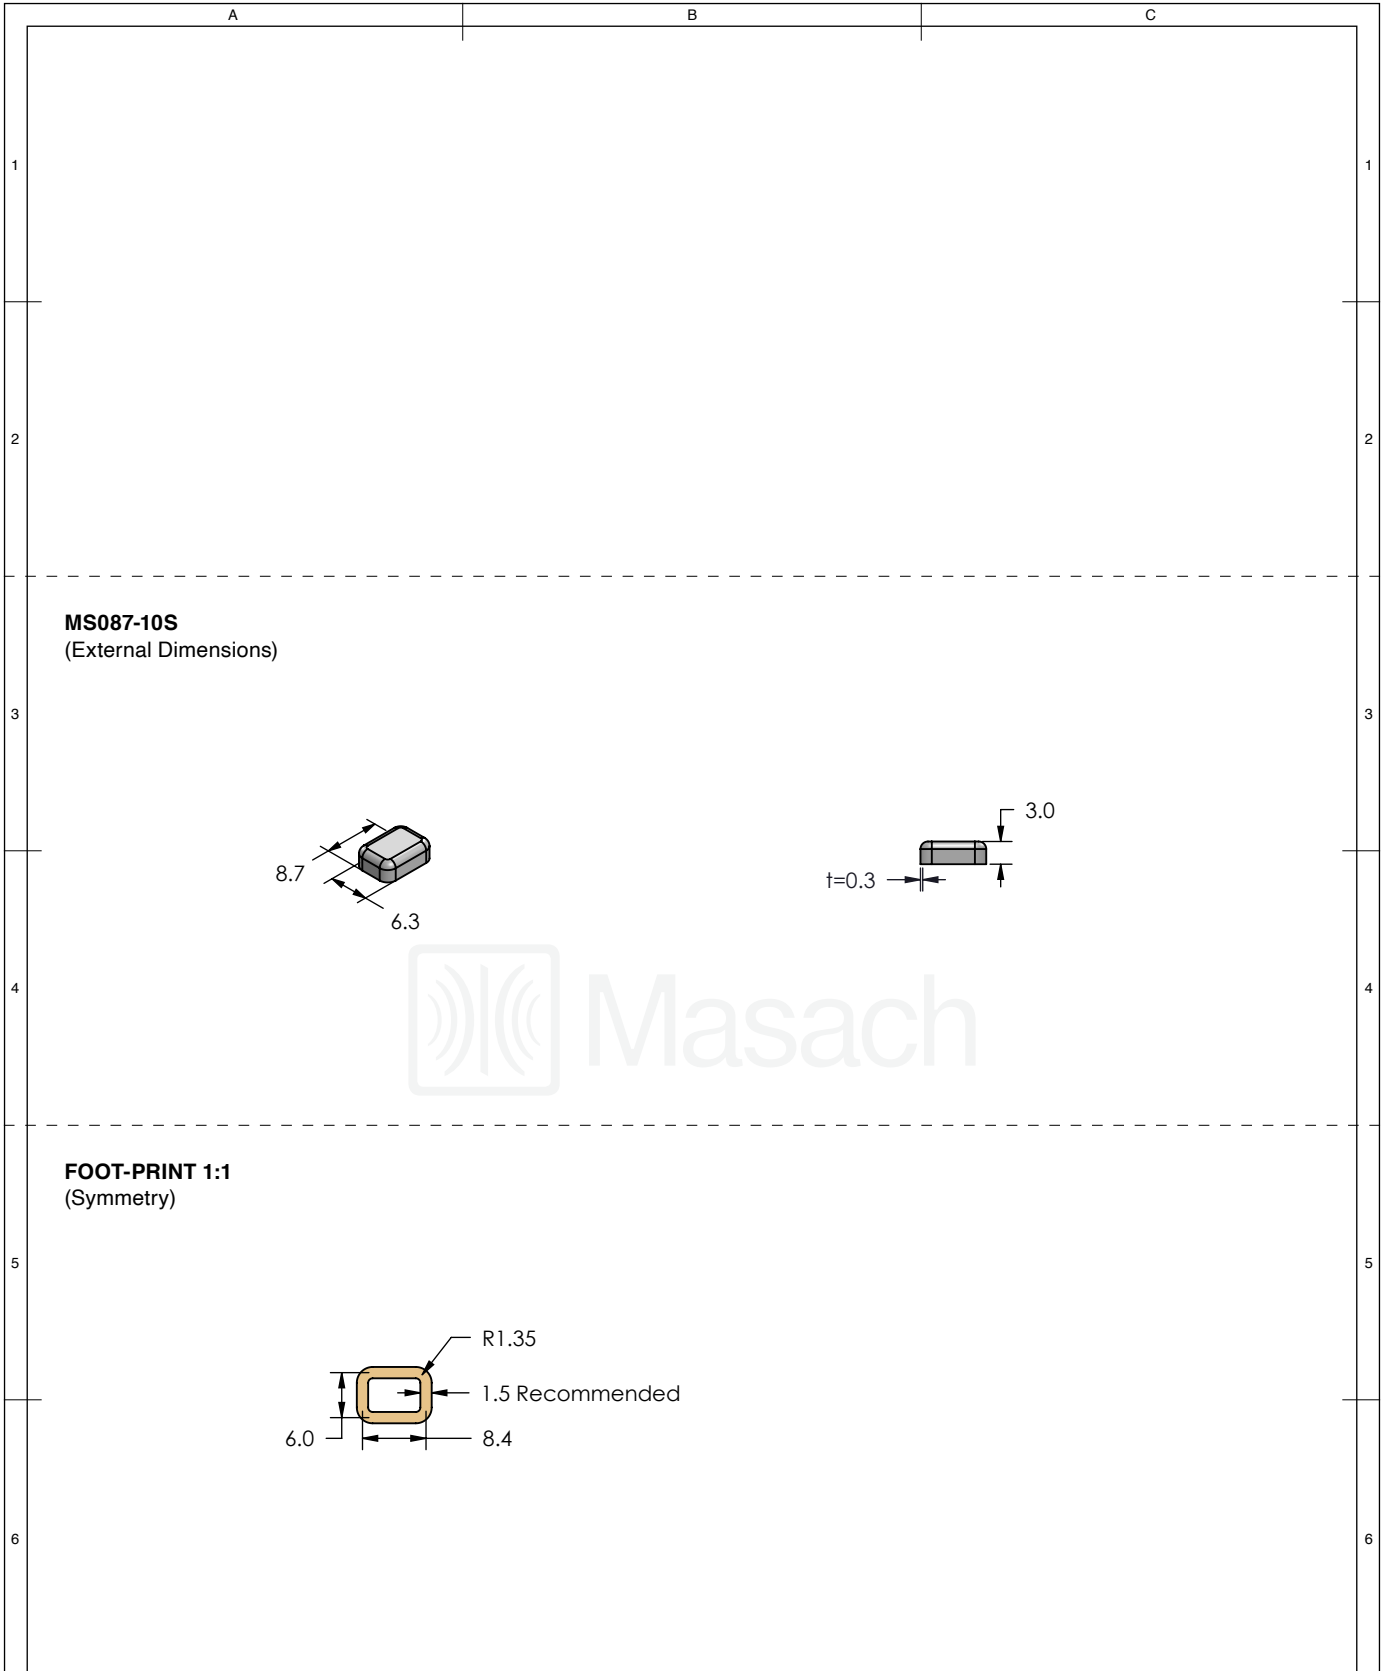 A B C
1 1
2 2
MS087-10S
(External Dimensions)
3 3
3.0
8.7
t=0.3
6.3
Masach
4 4
FOOT-PRINT 1:1
(Symmetry)
5 5
R1.35
1.5 Recommended
6.0 8.4
6 6